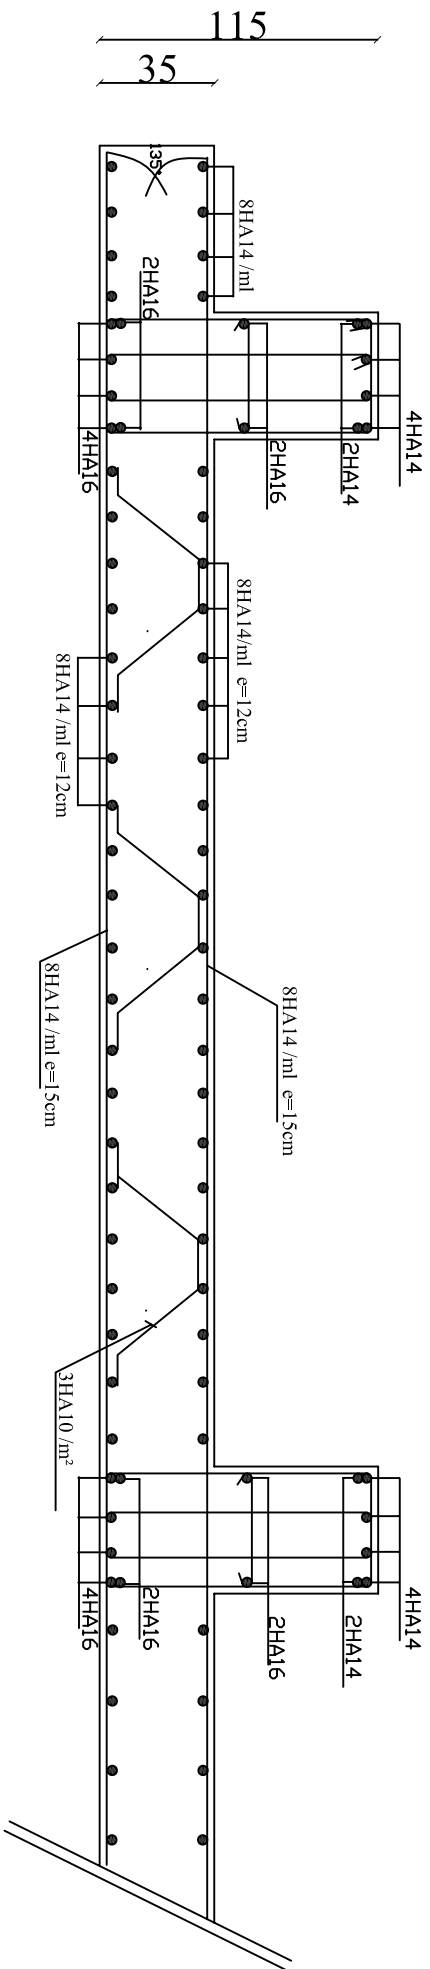 115
35
135°
8HA14 /ml
2HA16
4HA14
2HA14
2HA16
4HA16
8HA14/ml e=12cm
8HA14 /ml e=12cm
8HA14 /ml e=15cm
8HA14 /ml e=15cm
3HA10 /m²
4HA14
2HA14
2HA16
2HA16
4HA16